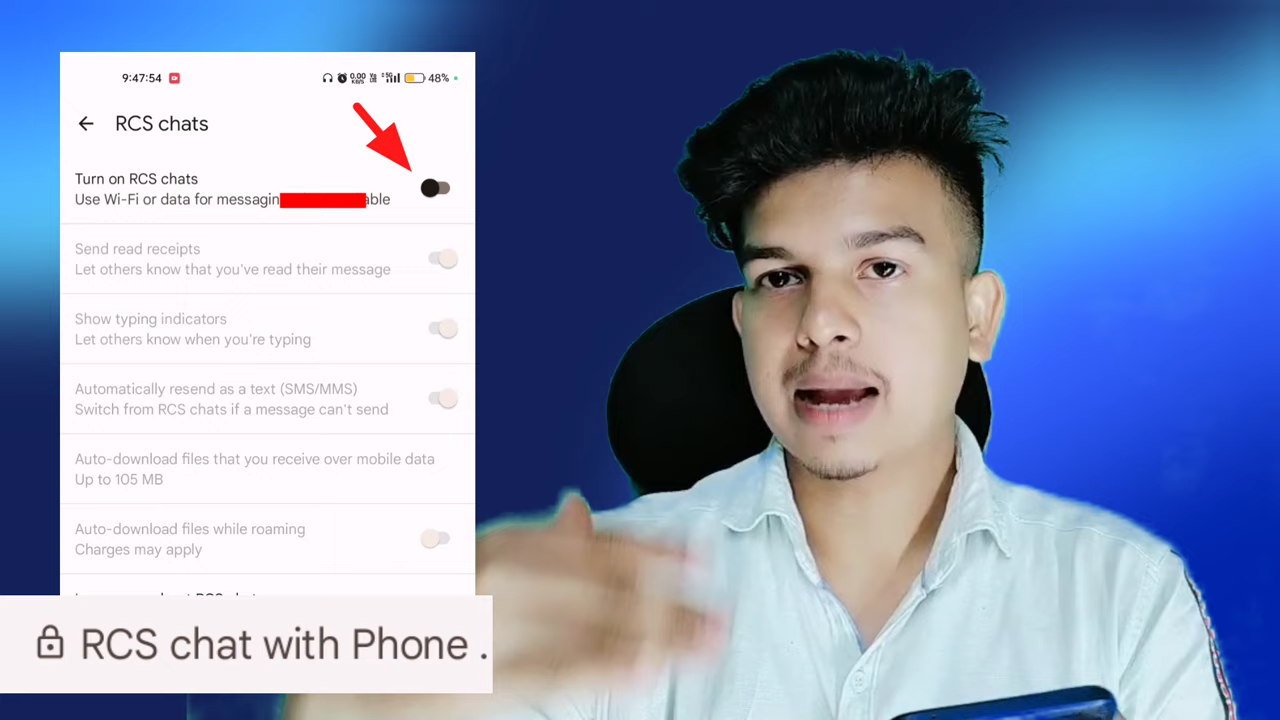 9:47:54
0.00 KB/S 5G 48%
RCS chats
Turn on RCS chats
Use Wi-Fi or data for messagin able
Send read receipts
Let others know that you've read their message
Show typing indicators
Let others know when you're typing
Automatically resend as a text (SMS/MMS)
Switch from RCS chats if a message can't send
Auto-download files that you receive over mobile data
Up to 105 MB
Auto-download files while roaming
Charges may apply
RCS chat with Phone .